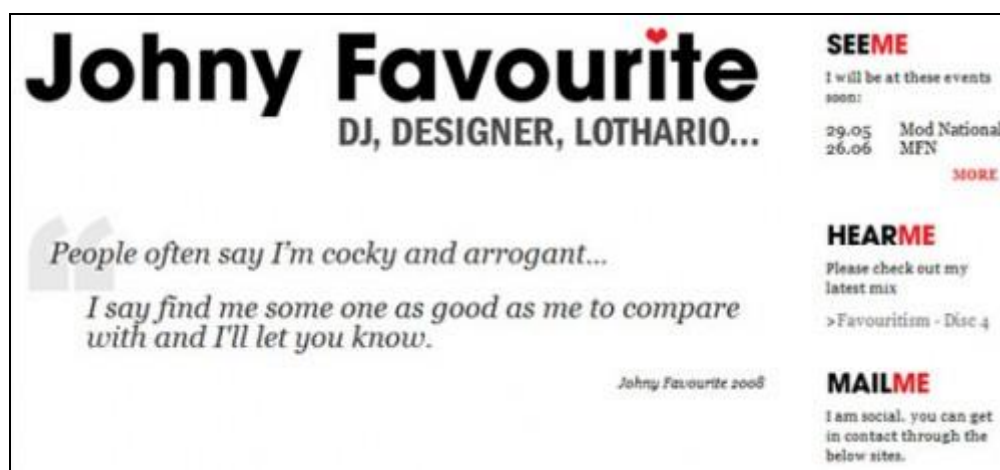 Johny Favourite
DJ, DESIGNER, LOTHARIO...
People often say I'm cocky and arrogant...
I say find me some one as good as me to compare
with and I'll let you know.
Johny Favourite 2008
SEEME
I will be at these events
soon:
29.05 Mod National
26.06 MFN
MORE
HEARME
Please check out my
latest mix
>Favouritism - Disc 4
MAILME
I am social. you can get
in contact through the
below sites.